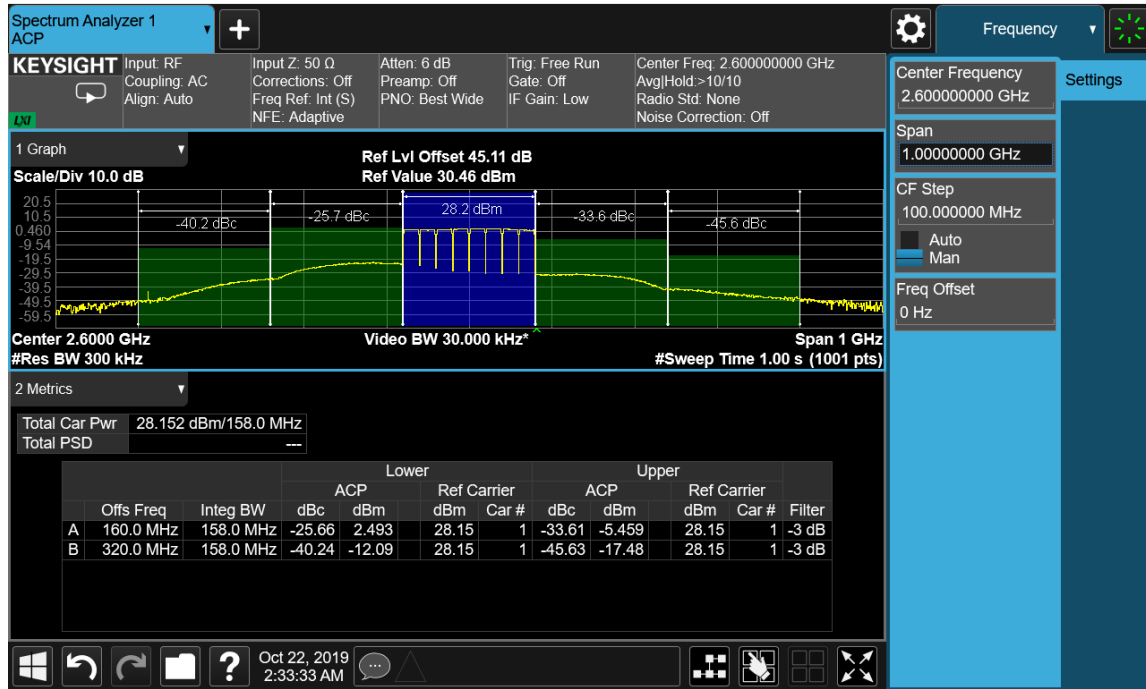 Spectrum Analyzer 1
ACP
+
Frequency
KEYSIGHT
LXI
Input: RF
Coupling: AC
Align: Auto
Input Z: 50 Ω
Corrections: Off
Freq Ref: Int (S)
NFE: Adaptive
Atten: 6 dB
Preamp: Off
PNO: Best Wide
Trig: Free Run
Gate: Off
IF Gain: Low
Center Freq: 2.600000000 GHz
Avg|Hold:>10/10
Radio Std: None
Noise Correction: Off
Center Frequency
2.600000000 GHz
Settings
Span
1.00000000 GHz
CF Step
100.000000 MHz
Auto
Man
Freq Offset
0 Hz
1 Graph
Scale/Div 10.0 dB
Ref Lvl Offset 45.11 dB
Ref Value 30.46 dBm
20.5
10.5
0.460
-9.54
-19.5
-29.5
-39.5
-49.5
-59.5
-40.2 dBc -25.7 dBc 28.2 dBm -33.6 dBc -45.6 dBc
Center 2.6000 GHz Video BW 30.000 kHz* Span 1 GHz
#Res BW 300 kHz #Sweep Time 1.00 s (1001 pts)
2 Metrics
Total Car Pwr 28.152 dBm/158.0 MHz
Total PSD ---
Lower Upper
ACP Ref Carrier ACP Ref Carrier
Offs Freq Integ BW dBc dBm dBm Car # dBc dBm dBm Car # Filter
A 160.0 MHz 158.0 MHz -25.66 2.493 28.15 1 -33.61 -5.459 28.15 1 -3 dB
B 320.0 MHz 158.0 MHz -40.24 -12.09 28.15 1 -45.63 -17.48 28.15 1 -3 dB
?
Oct 22, 2019
2:33:33 AM